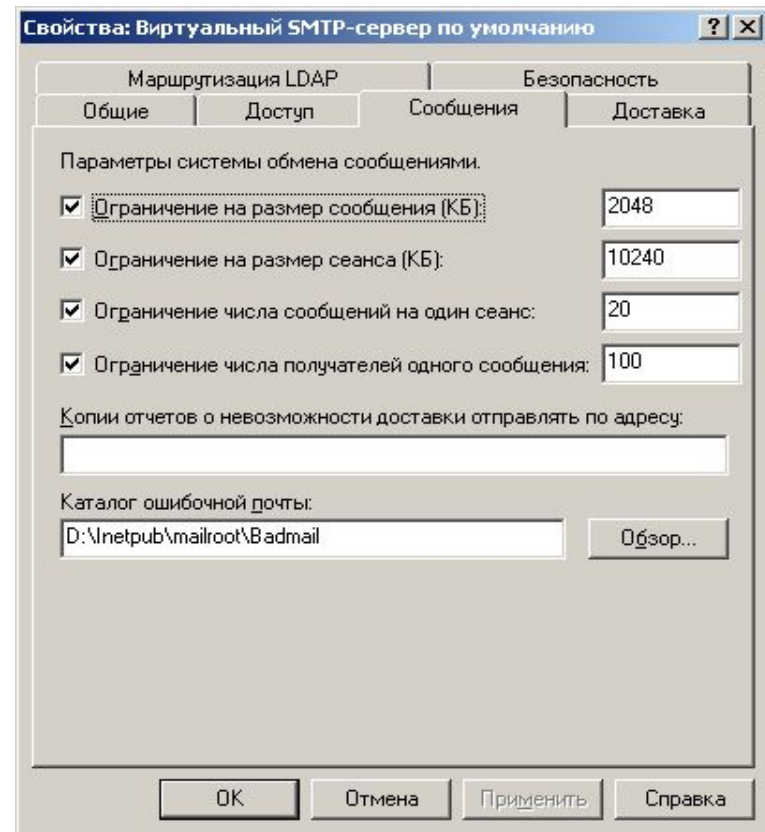 Свойства: Виртуальный SMTP-сервер по умолчанию
Маршрутизация LDAP Безопасность
Общие Доступ Сообщения Доставка
Параметры системы обмена сообщениями.
Ограничение на размер сообщения (КБ): 2048
Ограничение на размер сеанса (КБ): 10240
Ограничение числа сообщений на один сеанс: 20
Ограничение числа получателей одного сообщения: 100
Копии отчетов о невозможности доставки отправлять по адресу:
Каталог ошибочной почты:
D:\Inetpub\mailroot\Badmail Обзор...
OK Отмена Применить Справка